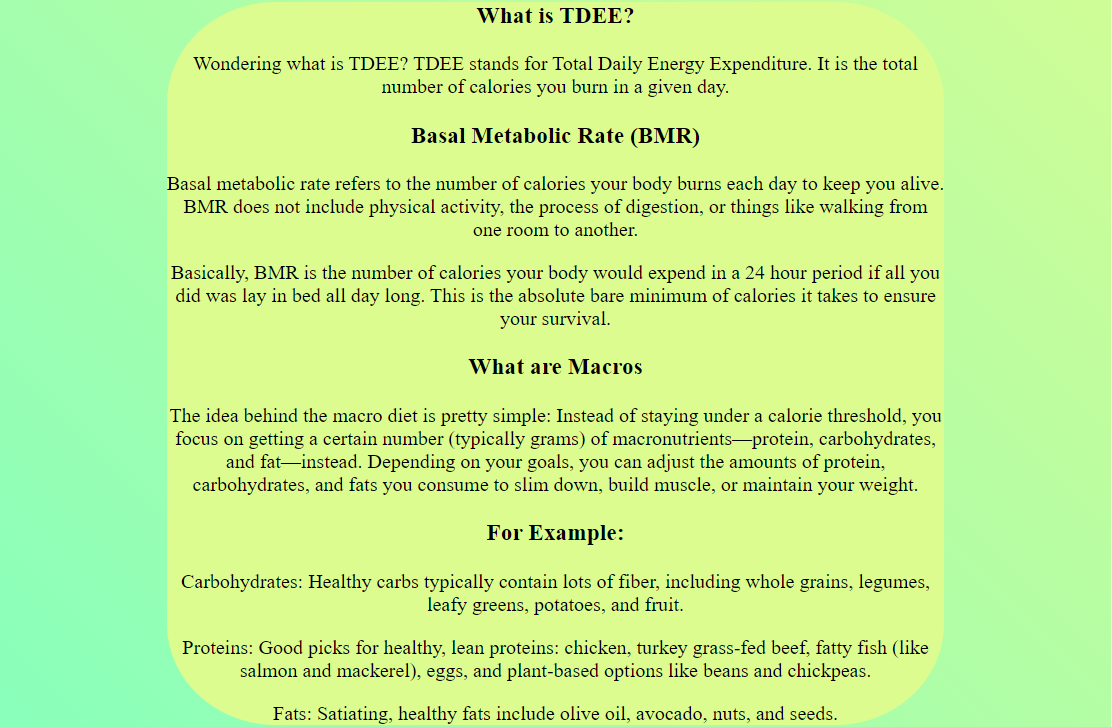 What is TDEE?
Wondering what is TDEE? TDEE stands for Total Daily Energy Expenditure. It is the total
number of calories you burn in a given day.
Basal Metabolic Rate (BMR)
Basal metabolic rate refers to the number of calories your body burns each day to keep you alive.
BMR does not include physical activity, the process of digestion, or things like walking from
one room to another.
Basically, BMR is the number of calories your body would expend in a 24 hour period if all you
did was lay in bed all day long. This is the absolute bare minimum of calories it takes to ensure
your survival.
What are Macros
The idea behind the macro diet is pretty simple: Instead of staying under a calorie threshold, you
focus on getting a certain number (typically grams) of macronutrients—protein, carbohydrates,
and fat—instead. Depending on your goals, you can adjust the amounts of protein,
carbohydrates, and fats you consume to slim down, build muscle, or maintain your weight.
For Example:
Carbohydrates: Healthy carbs typically contain lots of fiber, including whole grains, legumes,
leafy greens, potatoes, and fruit.
Proteins: Good picks for healthy, lean proteins: chicken, turkey grass-fed beef, fatty fish (like
salmon and mackerel), eggs, and plant-based options like beans and chickpeas.
Fats: Satiating, healthy fats include olive oil, avocado, nuts, and seeds.